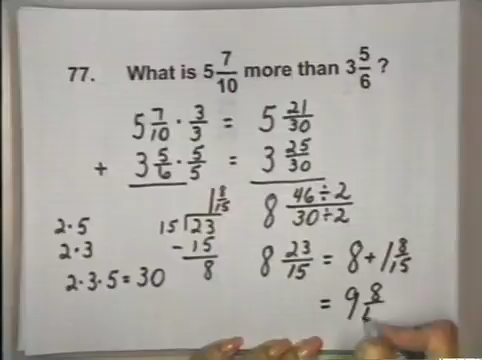 77. What is 5 7/10 more than 3 5/6 ?
5 7/10 · 3/3 = 5 21/30
+ 3 5/6 · 5/5 = 3 25/30
8 46÷2/30÷2
1 8/15
2·5 15)23
2·3 -15
8 8 23/15 = 8+1 8/15
2·3·5=30
= 9 8/1